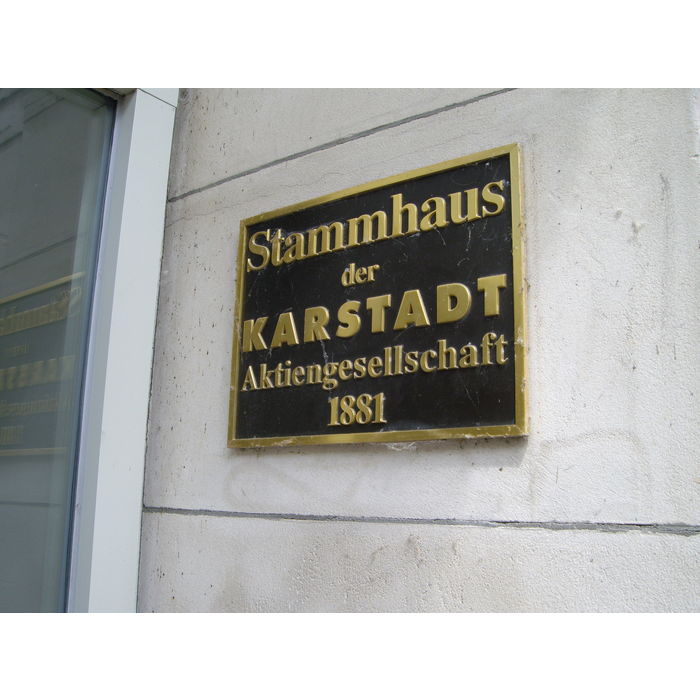 Stammhaus
der
KARSTADT
Aktiengesellschaft
1881